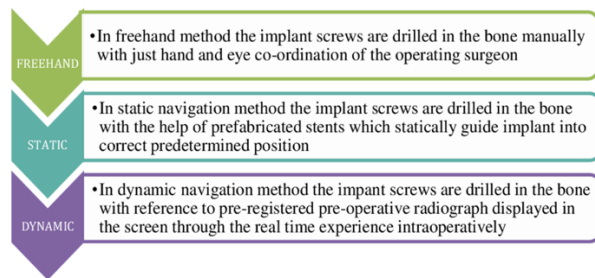 FREEHAND
•In freehand method the implant screws are drilled in the bone manually
with just hand and eye co-ordination of the operating surgeon
STATIC
•In static navigation method the implant screws are drilled in the bone
with the help of prefabricated stents which statically guide implant into
correct predetermined position
DYNAMIC
•In dynamic navigation method the impant screws are drilled in the bone
with reference to pre-registered pre-operative radiograph displayed in
the screen through the real time experience intraoperatively